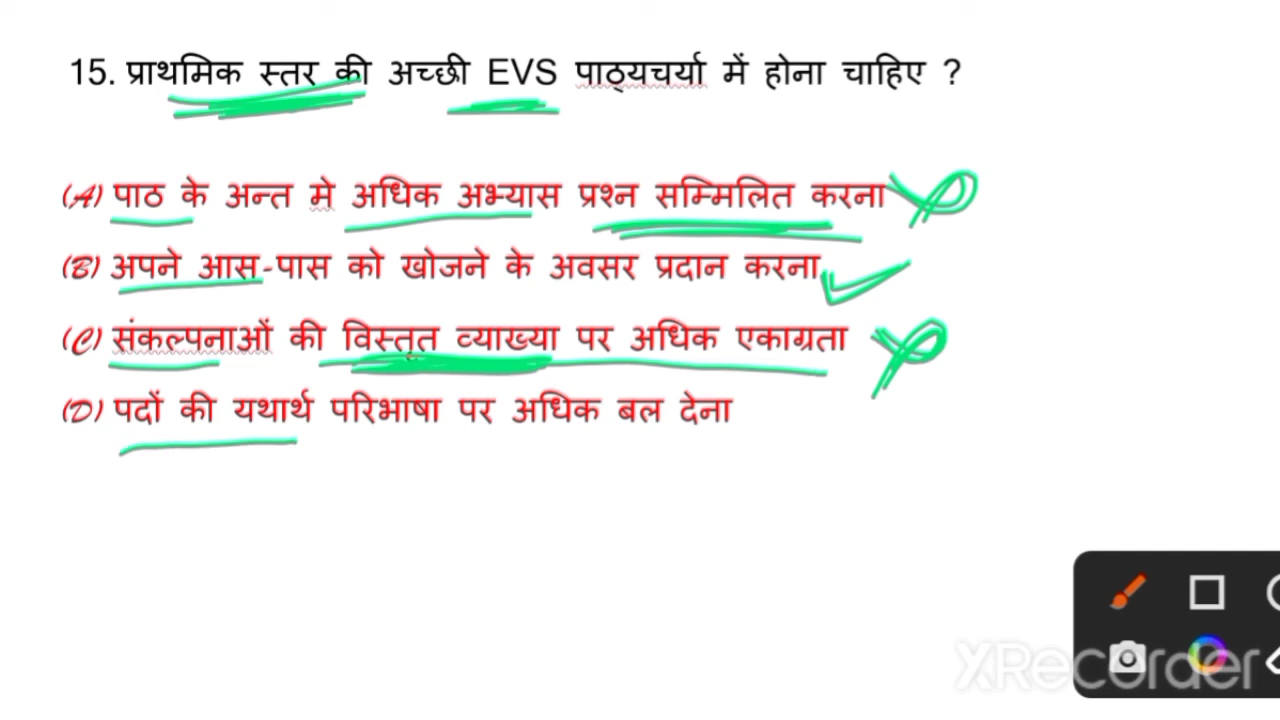 15. प्राथमिक स्तर की अच्छी EVS पाठ्यचर्या में होना चाहिए ?
(A) पाठ के अन्त मे अधिक अभ्यास प्रश्न सम्मिलित करना
(B) अपने आस-पास को खोजने के अवसर प्रदान करना
(C) संकल्पनाओं की विस्तृत व्याख्या पर अधिक एकाग्रता
(D) पदों की यथार्थ परिभाषा पर अधिक बल देना
XRecorder